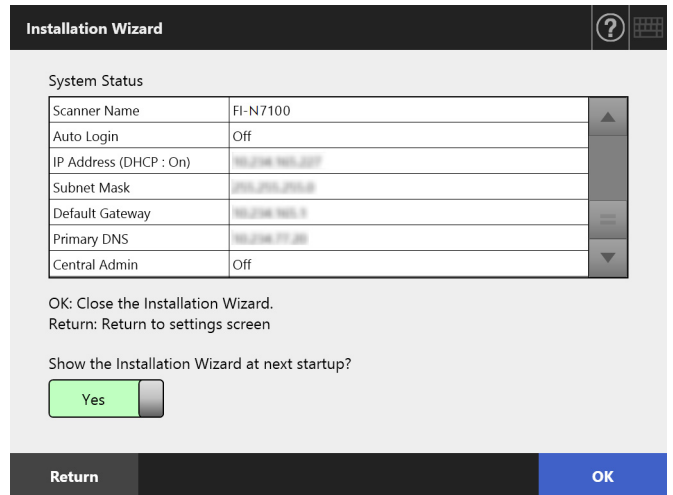 Installation Wizard
System Status
Scanner Name FI-N7100
Auto Login Off
IP Address (DHCP : On)
Subnet Mask
Default Gateway
Primary DNS
Central Admin Off
OK: Close the Installation Wizard.
Return: Return to settings screen
Show the Installation Wizard at next startup?
Yes
Return OK